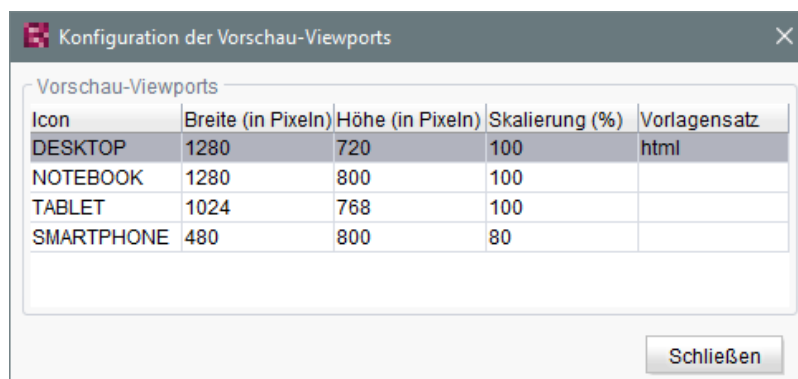 Konfiguration der Vorschau-Viewports
Vorschau-Viewports
Icon Breite (in Pixeln) Höhe (in Pixeln) Skalierung (%) Vorlagensatz
DESKTOP 1280 720 100 html
NOTEBOOK 1280 800 100
TABLET 1024 768 100
SMARTPHONE 480 800 80
Schließen